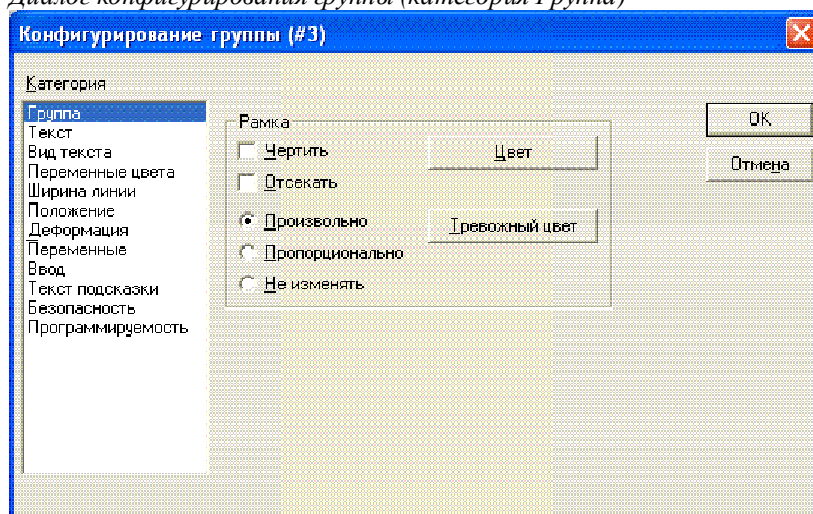 Диалог конфигурирования группы (категория Группа)
Конфигурирование группы (#3)
Категория
Группа
Текст
Вид текста
Переменные цвета
Ширина линии
Положение
Деформация
Переменные
Ввод
Текст подсказки
Безопасность
Программируемость
Рамка
Чертить
Цвет
Отсекать
Произвольно
Тревожный цвет
Пропорционально
Не изменять
OK
Отмена